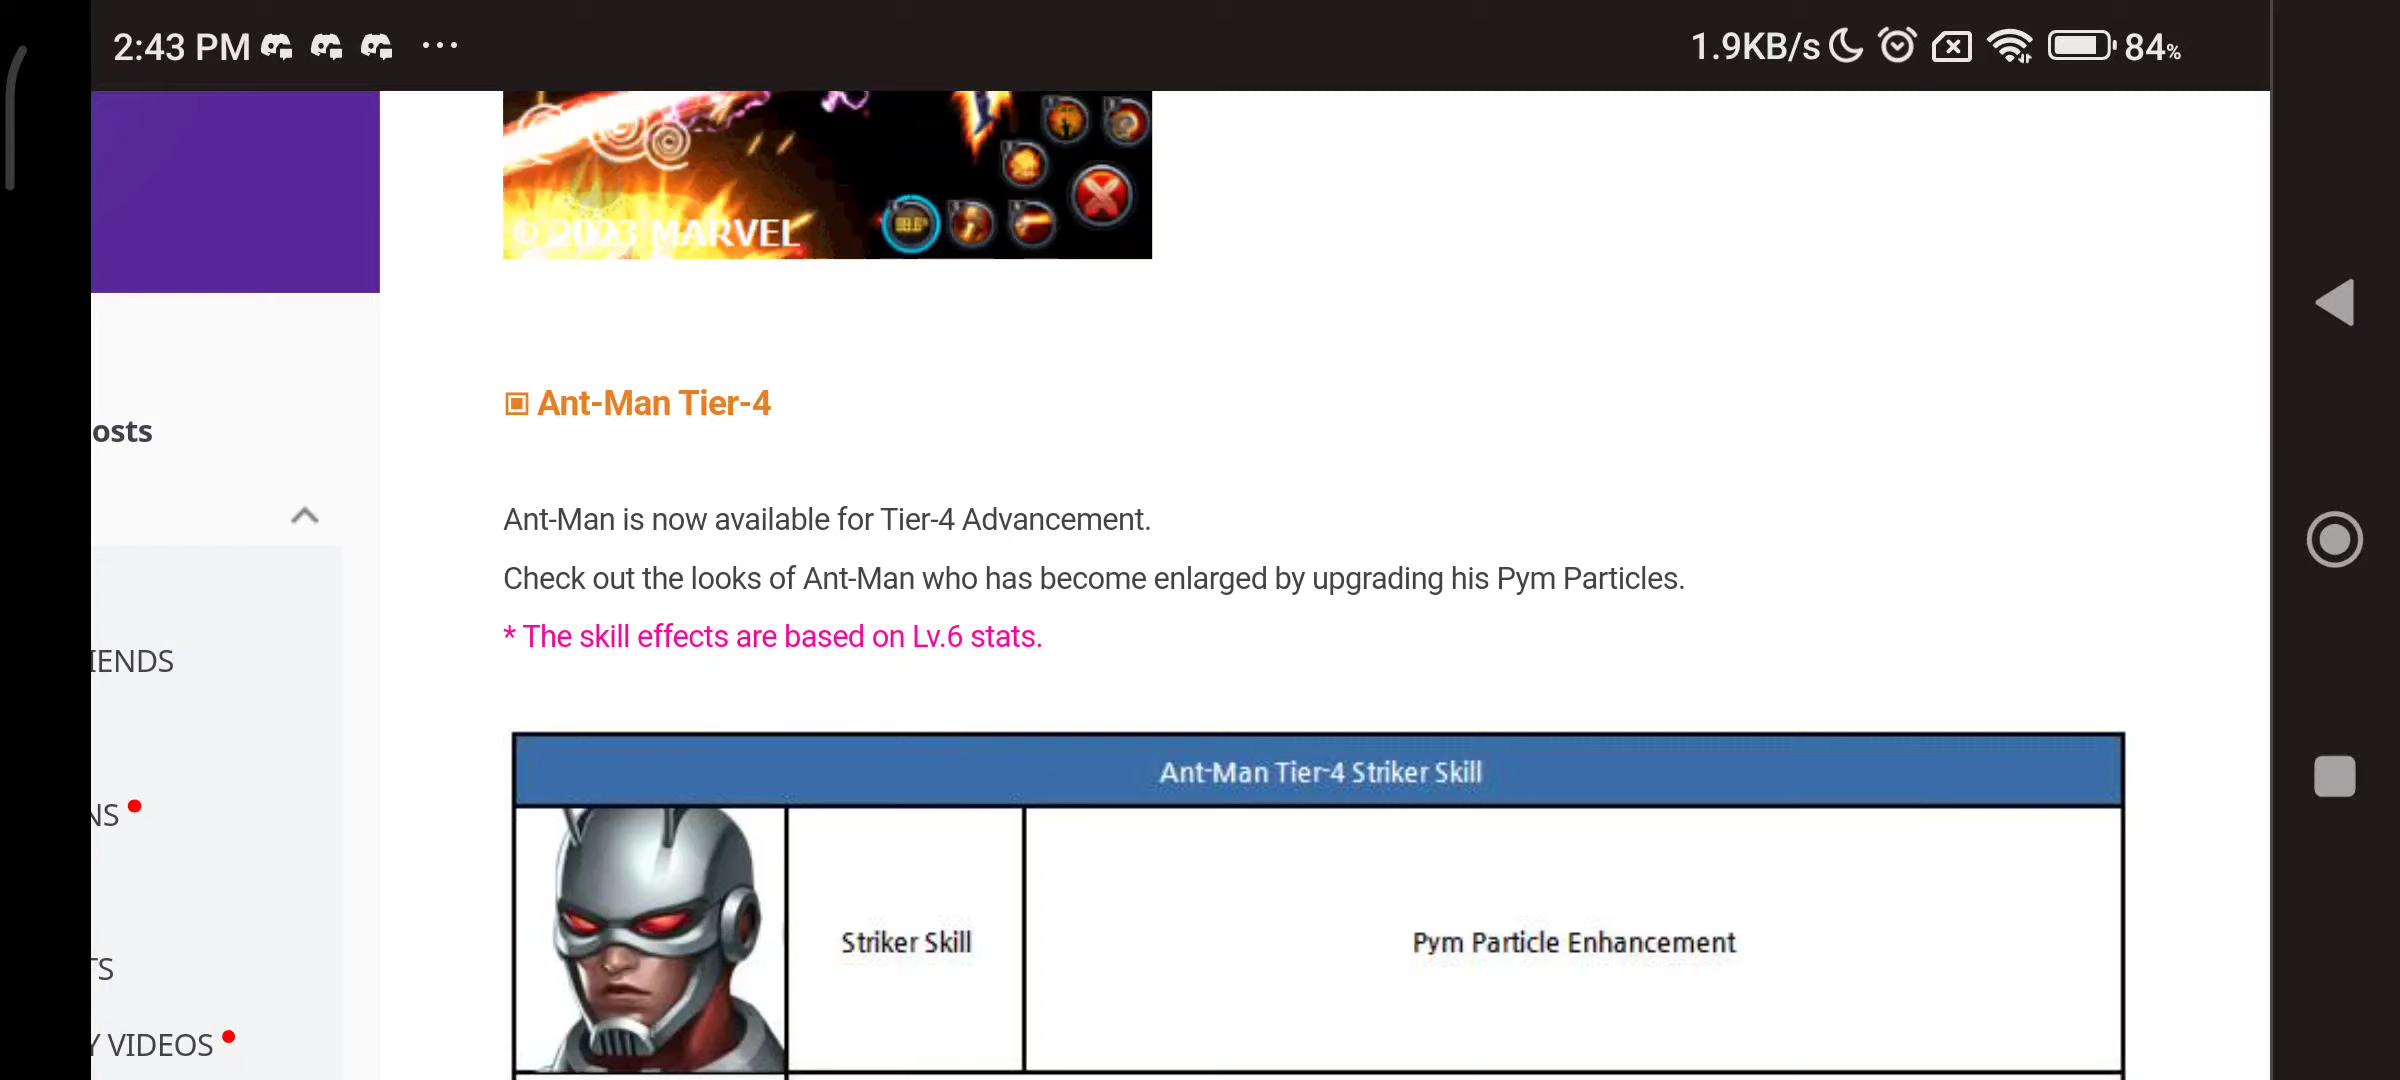 2:43 PM ...
1.9KB/s 84%
© 2023 MARVEL
▣ Ant-Man Tier-4
osts
Ant-Man is now available for Tier-4 Advancement.
Check out the looks of Ant-Man who has become enlarged by upgrading his Pym Particles.
* The skill effects are based on Lv.6 stats.
IENDS
Ant-Man Tier-4 Striker Skill
NS
Striker Skill
Pym Particle Enhancement
TS
Y VIDEOS